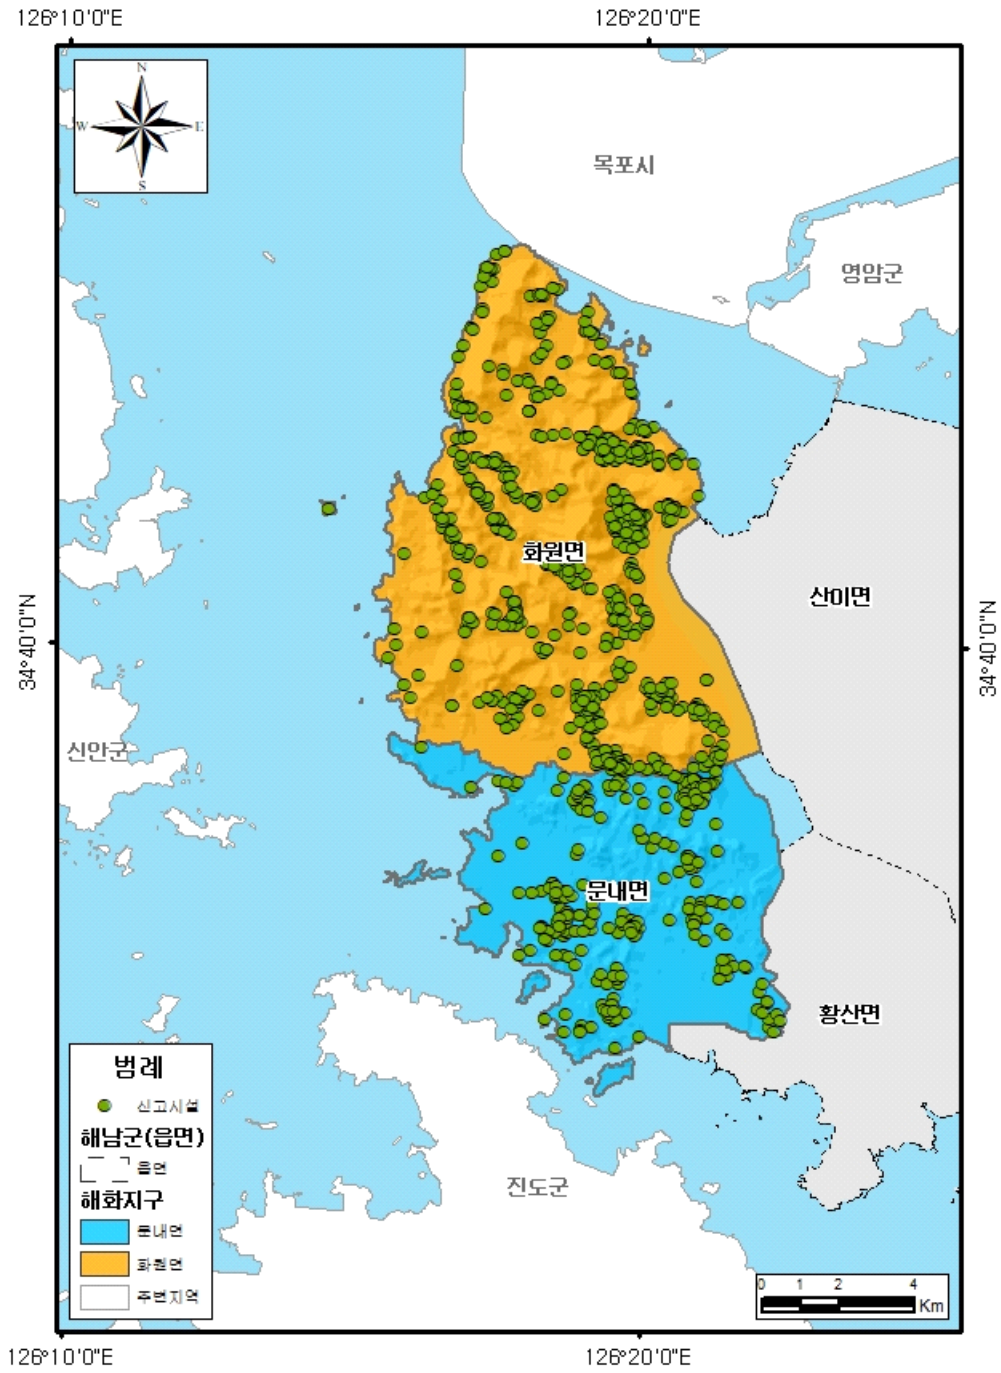 126°10'0"E
126°20'0"E
N
W
E
S
목포시
영암군
화원면
산이면
34°40'0"N
34°40'0"N
신안군
문내면
황산면
진도군
범례
신고시설
해남군(읍면)
읍면
해화지구
문내면
화원면
주변지역
0 1 2 4
Km
126°10'0"E
126°20'0"E